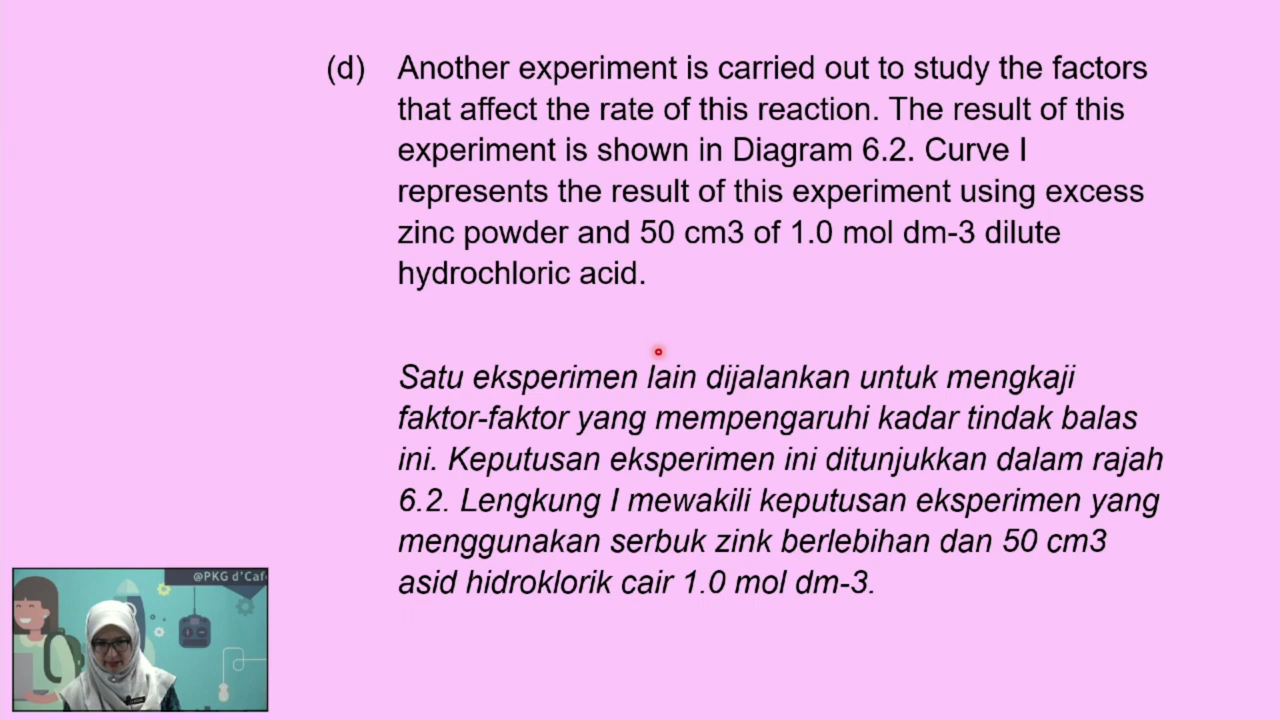 (d) Another experiment is carried out to study the factors
that affect the rate of this reaction. The result of this
experiment is shown in Diagram 6.2. Curve I
represents the result of this experiment using excess
zinc powder and 50 cm3 of 1.0 mol dm-3 dilute
hydrochloric acid.
Satu eksperimen lain dijalankan untuk mengkaji
faktor-faktor yang mempengaruhi kadar tindak balas
ini. Keputusan eksperimen ini ditunjukkan dalam rajah
6.2. Lengkung I mewakili keputusan eksperimen yang
menggunakan serbuk zink berlebihan dan 50 cm3
asid hidroklorik cair 1.0 mol dm-3.
@PKG d'Caf